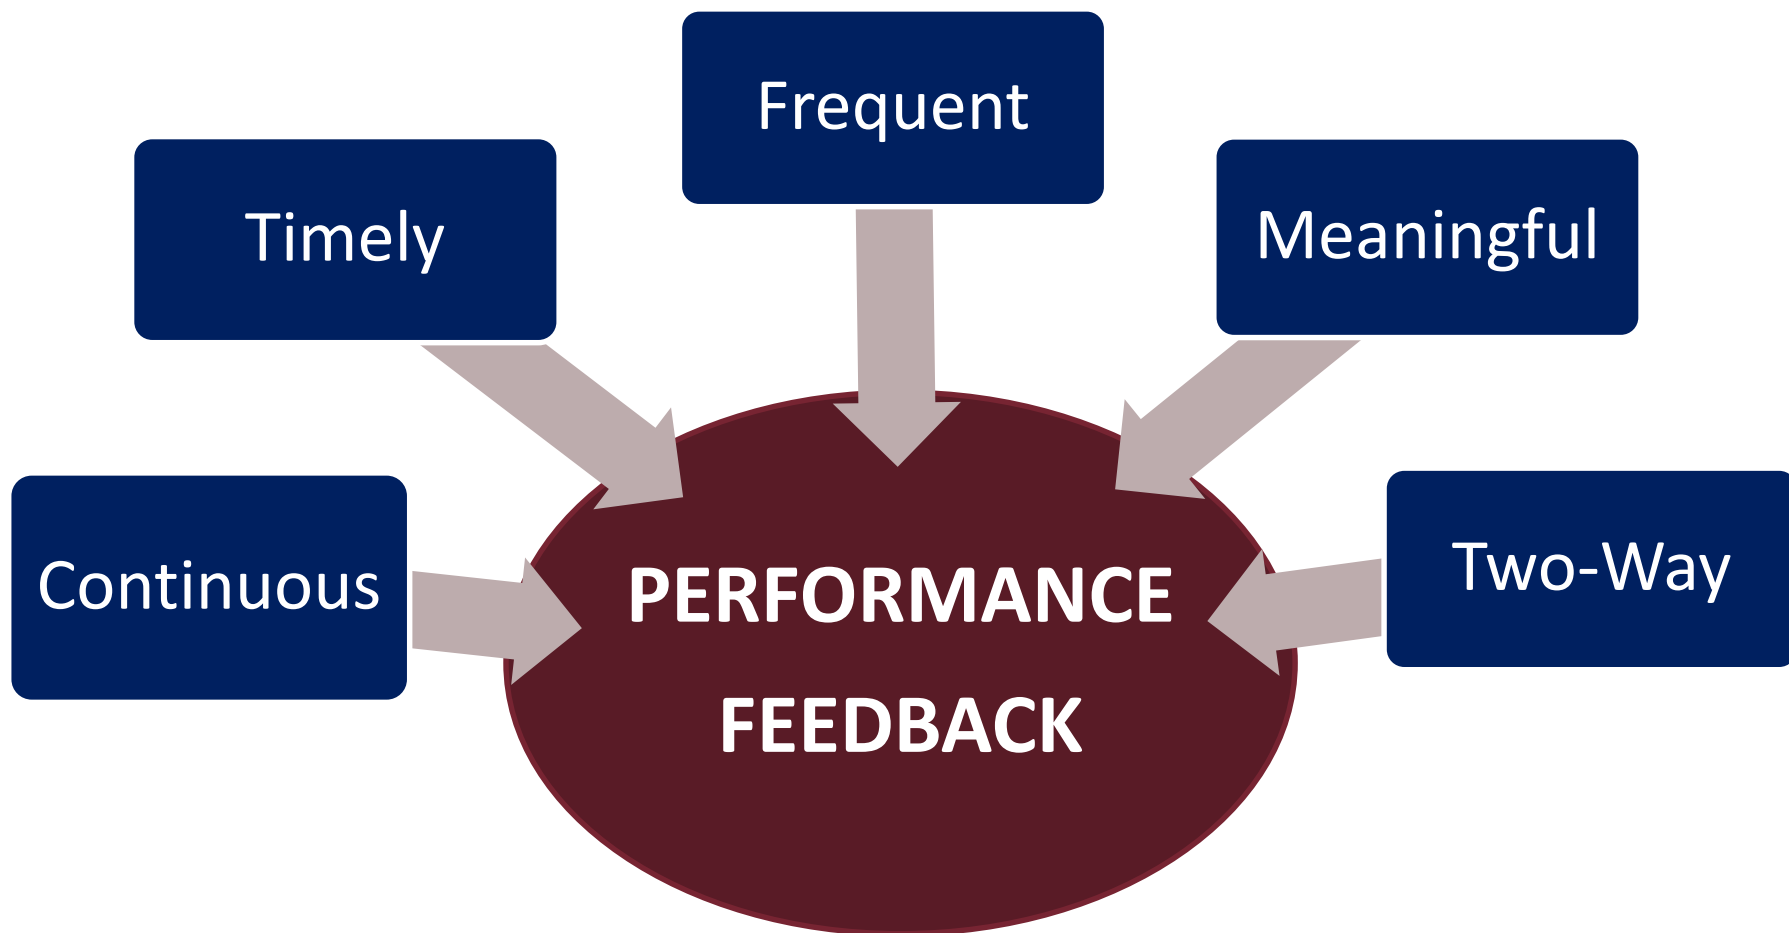 Frequent
Timely
Meaningful
Continuous
Two-Way
PERFORMANCE
FEEDBACK